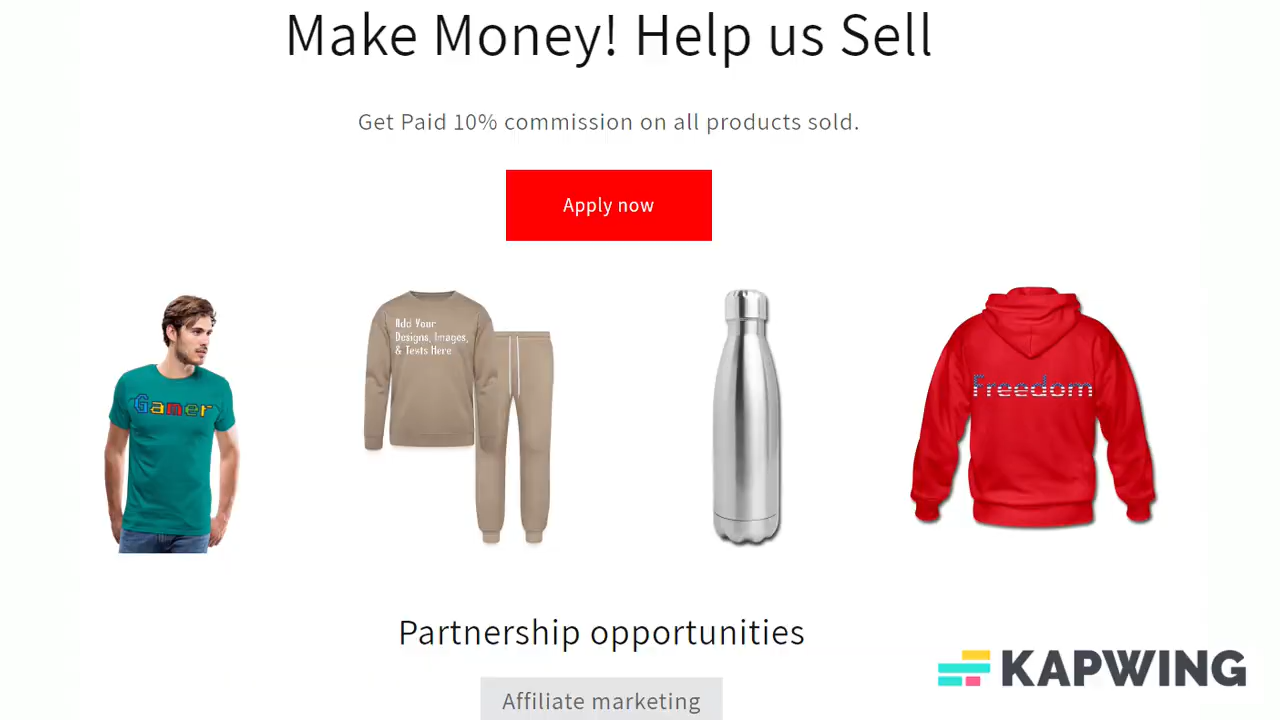 Make Money! Help us Sell
Get Paid 10% commission on all products sold.
Apply now
Gamer
Add Your
Designs, Images,
& Texts Here
Freedom
Partnership opportunities
Affiliate marketing
KAPWING